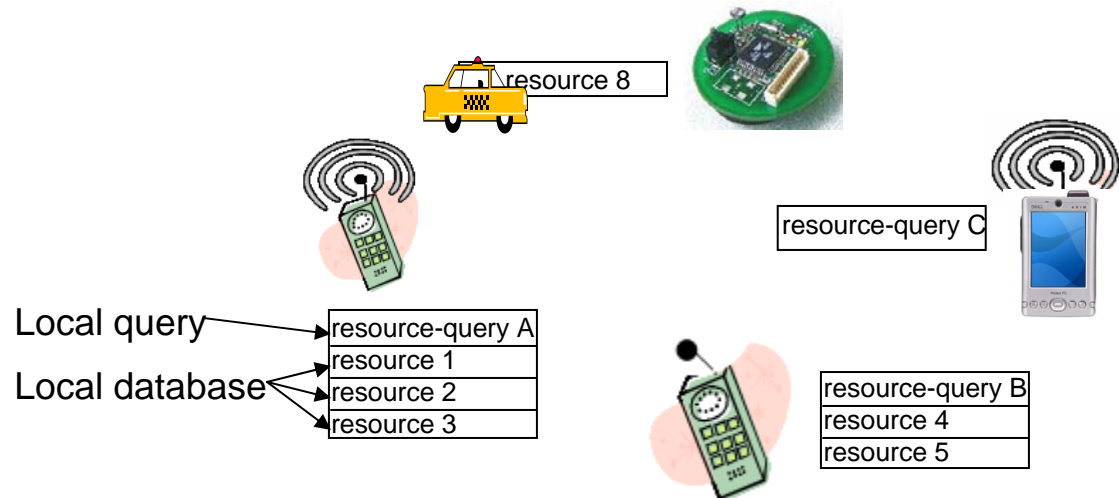 resource 8
resource-query C
Local query
resource-query A
resource 1
Local database
resource 2
resource 3
resource-query B
resource 4
resource 5